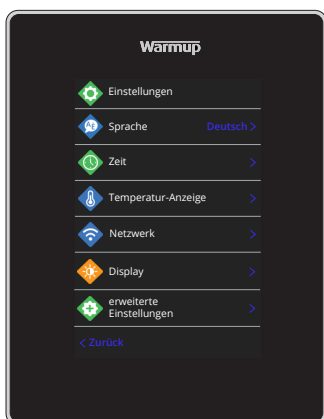 Warmup
Einstellungen
Sprache Deutsch >
Zeit >
Temperatur-Anzeige >
Netzwerk >
Display >
erweiterte
Einstellungen >
< Zurück